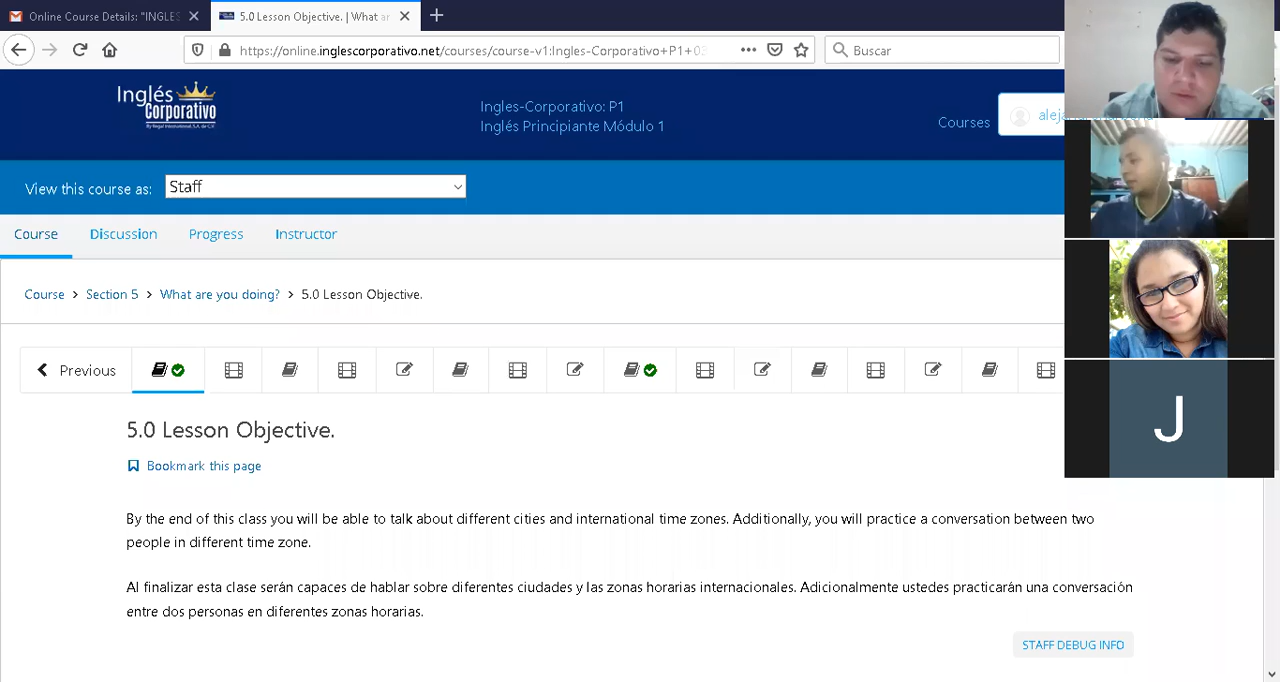 Online Course Details: "INGLES
5.0 Lesson Objective. | What ar
https://online.inglescorporativo.net/courses/course-v1:Ingles-Corporativo+P1+03
Buscar
Inglés
Corporativo
Ingles-Corporativo: P1
Inglés Principiante Módulo 1
Courses
View this course as:
Staff
Course
Discussion
Progress
Instructor
Course > Section 5 > What are you doing? > 5.0 Lesson Objective.
Previous
J
5.0 Lesson Objective.
Bookmark this page
By the end of this class you will be able to talk about different cities and international time zones. Additionally, you will practice a conversation between two
people in different time zone.
Al finalizar esta clase serán capaces de hablar sobre diferentes ciudades y las zonas horarias internacionales. Adicionalmente ustedes practicarán una conversación
entre dos personas en diferentes zonas horarias.
STAFF DEBUG INFO